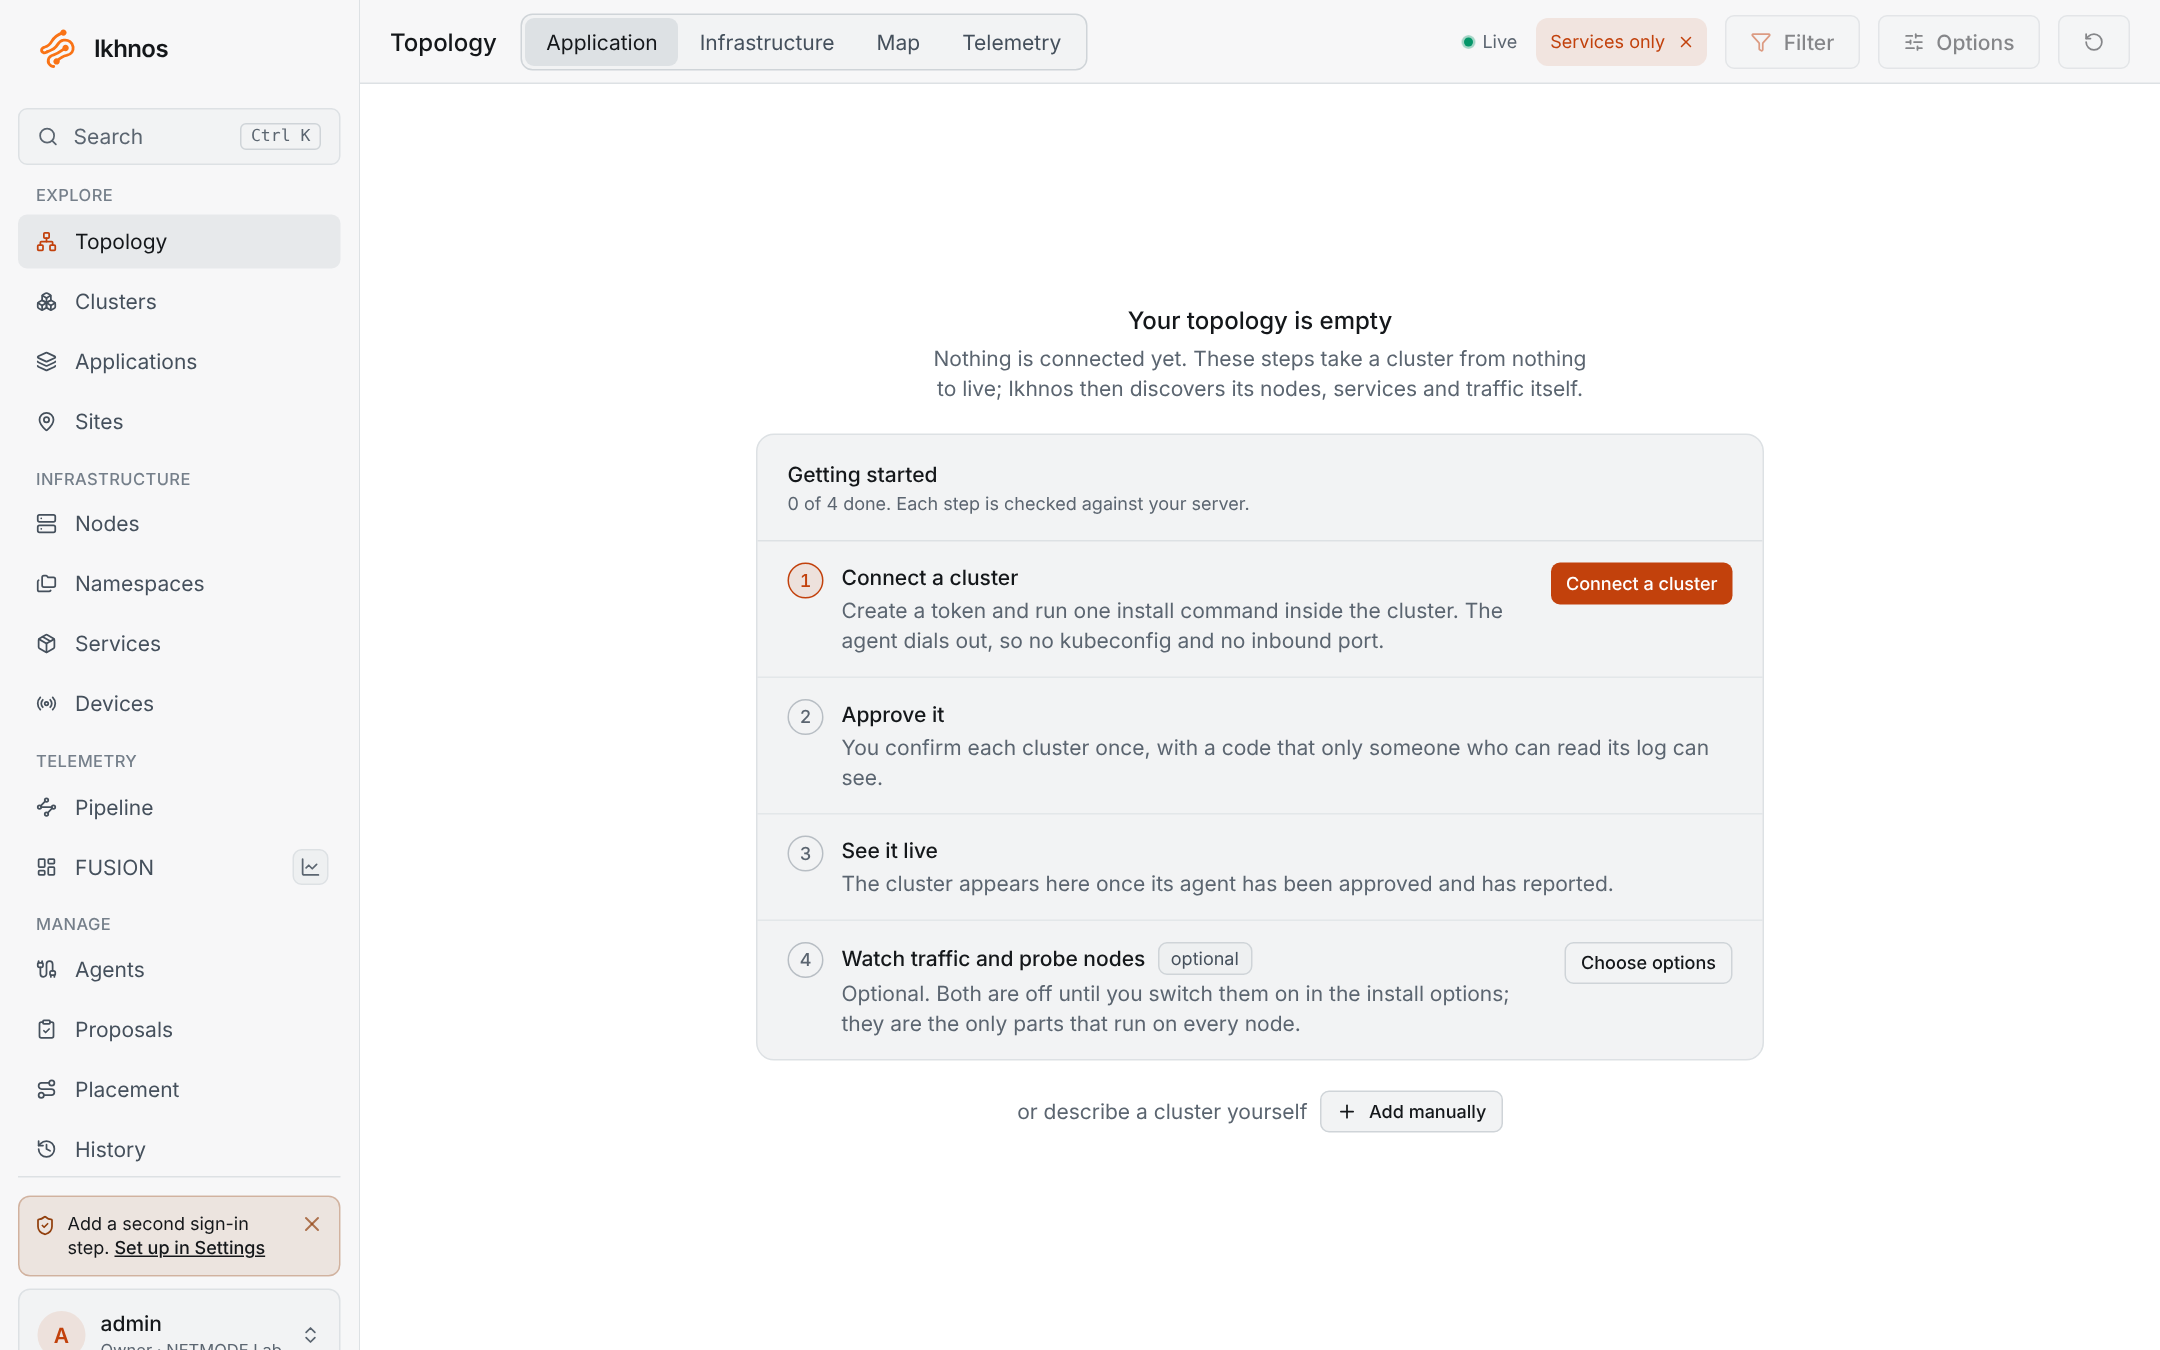 Ikhnos
Search
Ctrl K
EXPLORE
Topology
Clusters
Applications
Sites
INFRASTRUCTURE
Nodes
Namespaces
Services
Devices
TELEMETRY
Pipeline
FUSION
MANAGE
Agents
Proposals
Placement
History
Add a second sign-in
step. Set up in Settings
A
admin
Owner · NETMODE Lab
Topology
Application
Infrastructure
Map
Telemetry
Live
Services only
Filter
Options
Your topology is empty
Nothing is connected yet. These steps take a cluster from nothing
to live; Ikhnos then discovers its nodes, services and traffic itself.
Getting started
0 of 4 done. Each step is checked against your server.
1
Connect a cluster
Create a token and run one install command inside the cluster. The
agent dials out, so no kubeconfig and no inbound port.
Connect a cluster
2
Approve it
You confirm each cluster once, with a code that only someone who can read its log can
see.
3
See it live
The cluster appears here once its agent has been approved and has reported.
4
Watch traffic and probe nodes
optional
Optional. Both are off until you switch them on in the install options;
they are the only parts that run on every node.
Choose options
or describe a cluster yourself
Add manually